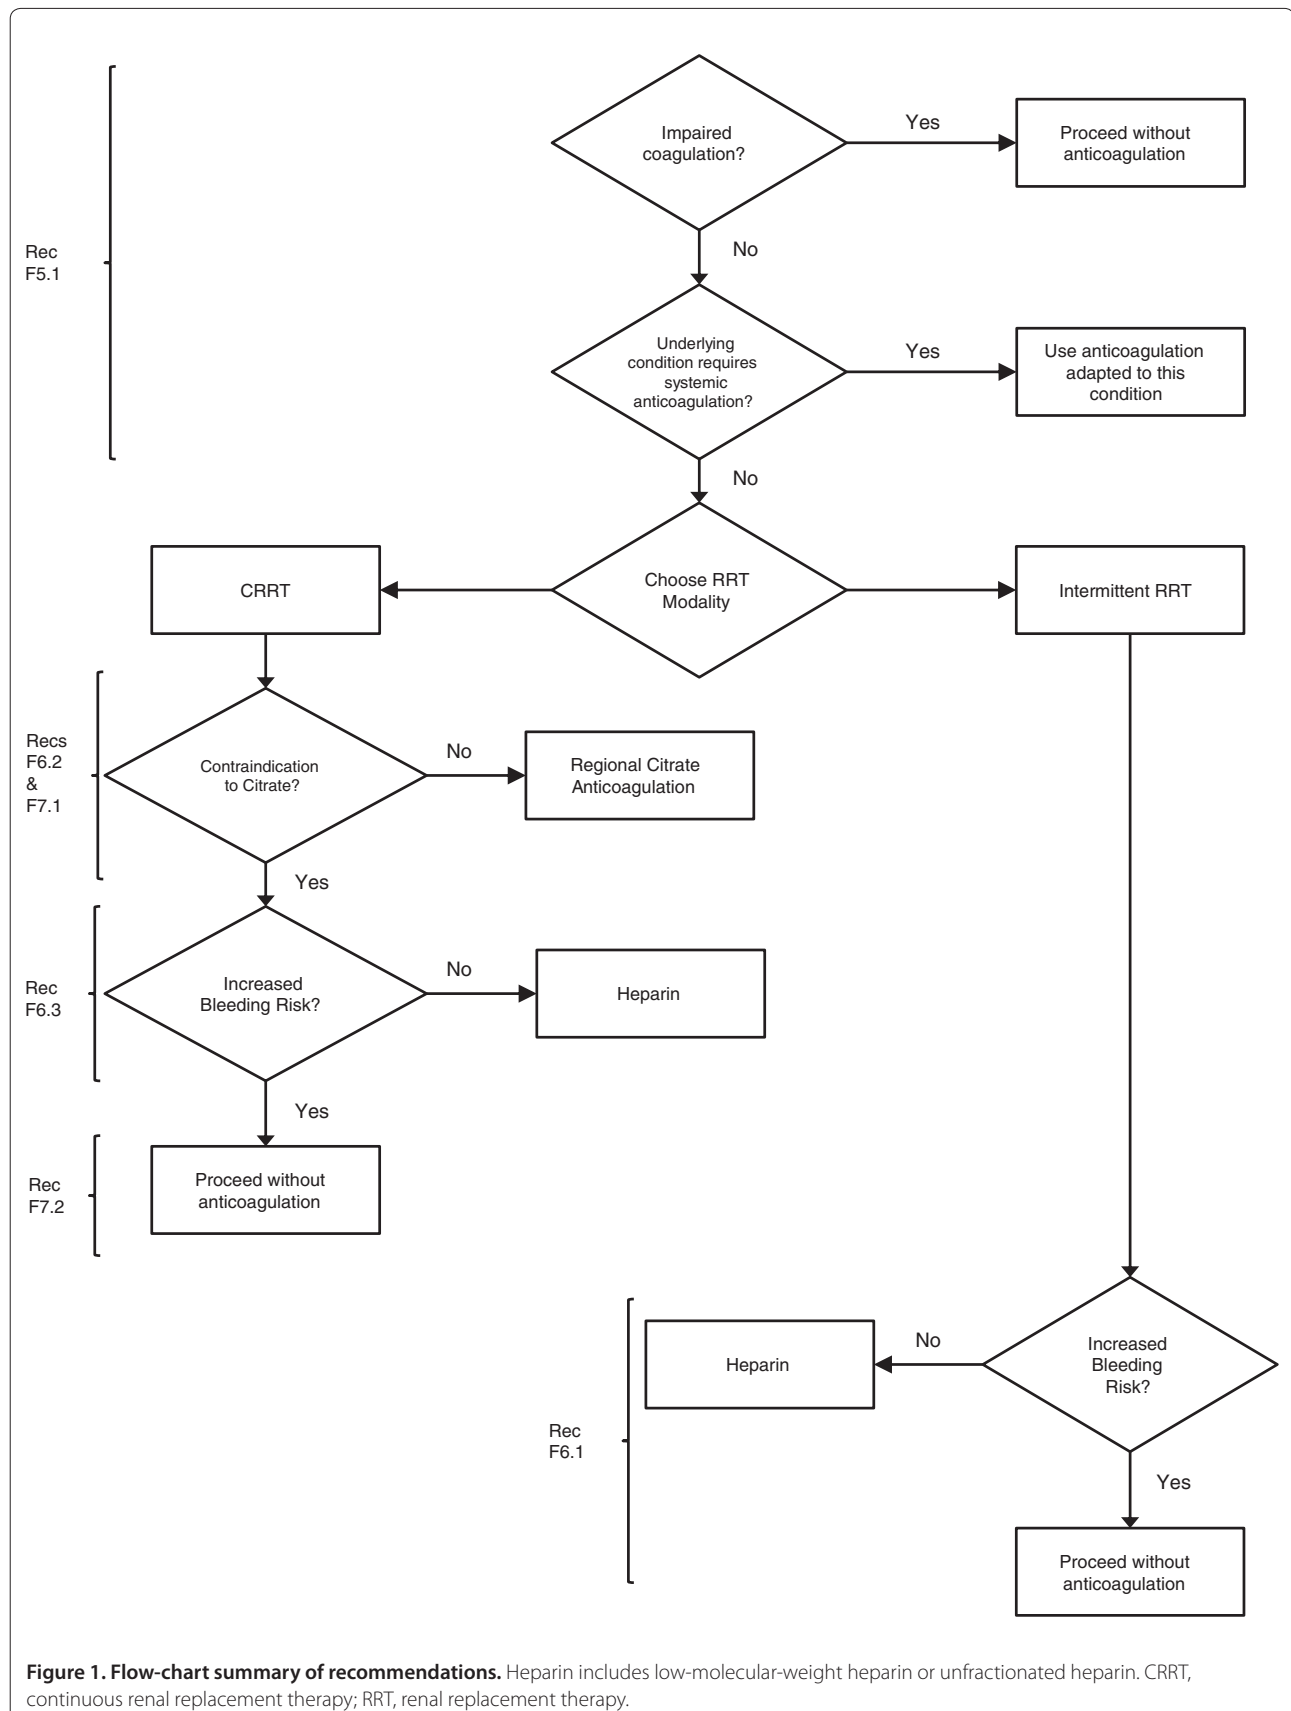 Impaired
coagulation?
Yes
Proceed without
anticoagulation
No
Rec
F5.1
Underlying
condition requires
systemic
anticoagulation?
Yes
Use anticoagulation
adapted to this
condition
No
CRRT
Choose RRT
Modality
Intermittent RRT
Recs
F6.2
&
F7.1
Contraindication
to Citrate?
No
Regional Citrate
Anticoagulation
Yes
Rec
F6.3
Increased
Bleeding Risk?
No
Heparin
Yes
Rec
F7.2
Proceed without
anticoagulation
Rec
F6.1
Heparin
No
Increased
Bleeding
Risk?
Yes
Proceed without
anticoagulation
Figure 1. Flow-chart summary of recommendations. Heparin includes low-molecular-weight heparin or unfractionated heparin. CRRT,
continuous renal replacement therapy; RRT, renal replacement therapy.